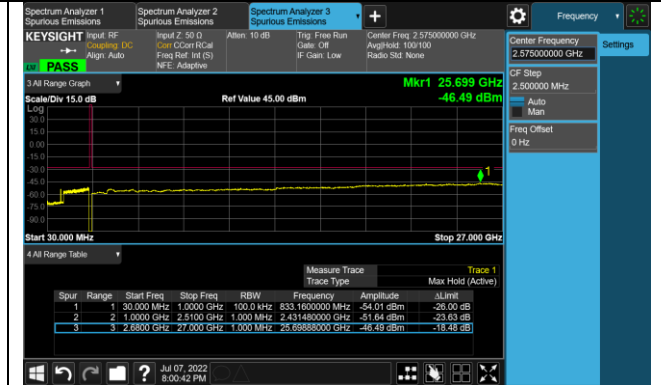 Spectrum Analyzer 1
Spurious Emissions
Spectrum Analyzer 2
Spurious Emissions
Spectrum Analyzer 3
Spurious Emissions
Frequency
KEYSIGHT
Input: RF
Coupling: DC
Align: Auto
Input Z: 50 Ω
Corr CCorr RCal
Freq Ref: Int (S)
NFE: Adaptive
Atten: 10 dB
Trig: Free Run
Gate: Off
IF Gain: Low
Center Freq: 2.575000000 GHz
Avg|Hold: 100/100
Radio Std: None
LXI
PASS
Center Frequency
2.575000000 GHz
Settings
CF Step
2.500000 MHz
Auto
Man
Freq Offset
0 Hz
3 All Range Graph
Mkr1 25.699 GHz
Scale/Div 15.0 dB
Ref Value 45.00 dBm
-46.49 dBm
Log
30.0
15.0
0.00
-15.0
-30.0
-45.0
-60.0
-75.0
-90.0
1
Start 30.000 MHz
Stop 27.000 GHz
4 All Range Table
Measure Trace
Trace 1
Trace Type
Max Hold (Active)
Spur Range Start Freq Stop Freq RBW Frequency Amplitude ΔLimit
1 1 30.000 MHz 1.0000 GHz 100.0 kHz 833.1600000 MHz -54.01 dBm -26.00 dB
2 2 1.0000 GHz 2.5100 GHz 1.000 MHz 2.431480000 GHz -51.64 dBm -23.63 dB
3 3 2.6800 GHz 27.000 GHz 1.000 MHz 25.69888000 GHz -46.49 dBm -18.48 dB
?
Jul 07, 2022
8:00:42 PM